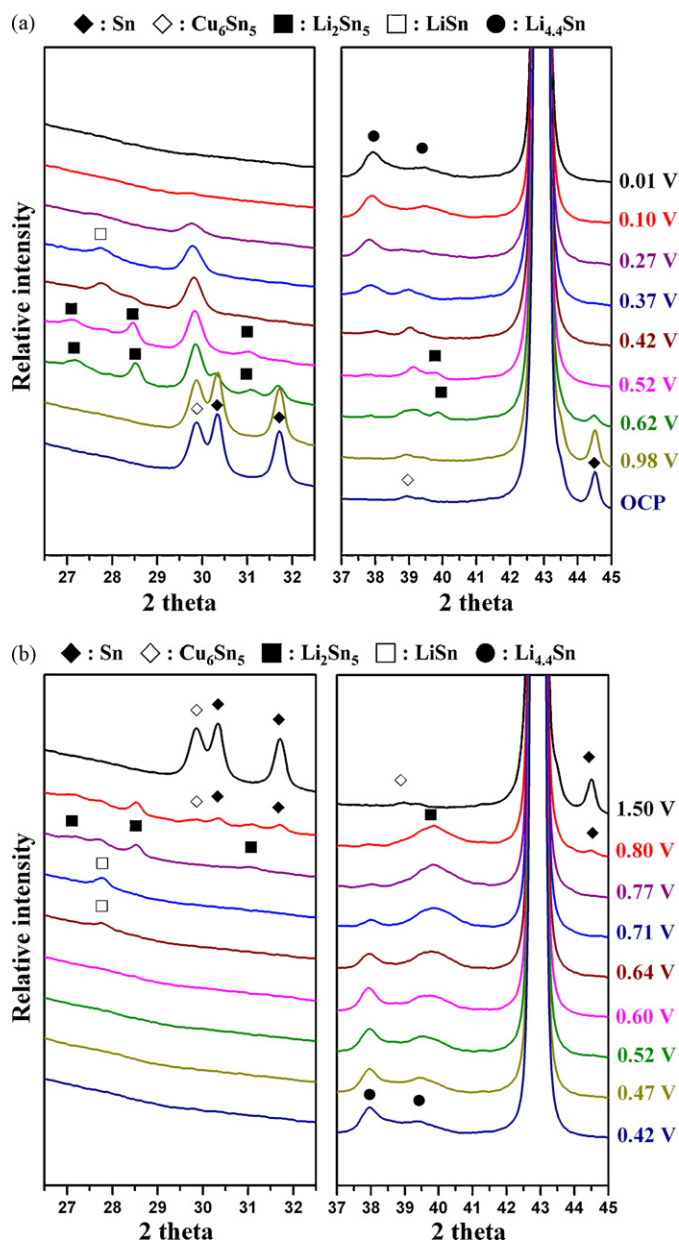 (a) ◆ : Sn ◇ : Cu₆Sn₅ ■ : Li₂Sn₅ □ : LiSn ● : Li₄.₄Sn
Relative intensity
0.01 V
0.10 V
0.27 V
0.37 V
0.42 V
0.52 V
0.62 V
0.98 V
OCP
27 28 29 30 31 32
37 38 39 40 41 42 43 44 45
2 theta
2 theta
(b) ◆ : Sn ◇ : Cu₆Sn₅ ■ : Li₂Sn₅ □ : LiSn ● : Li₄.₄Sn
Relative intensity
1.50 V
0.80 V
0.77 V
0.71 V
0.64 V
0.60 V
0.52 V
0.47 V
0.42 V
27 28 29 30 31 32
37 38 39 40 41 42 43 44 45
2 theta
2 theta